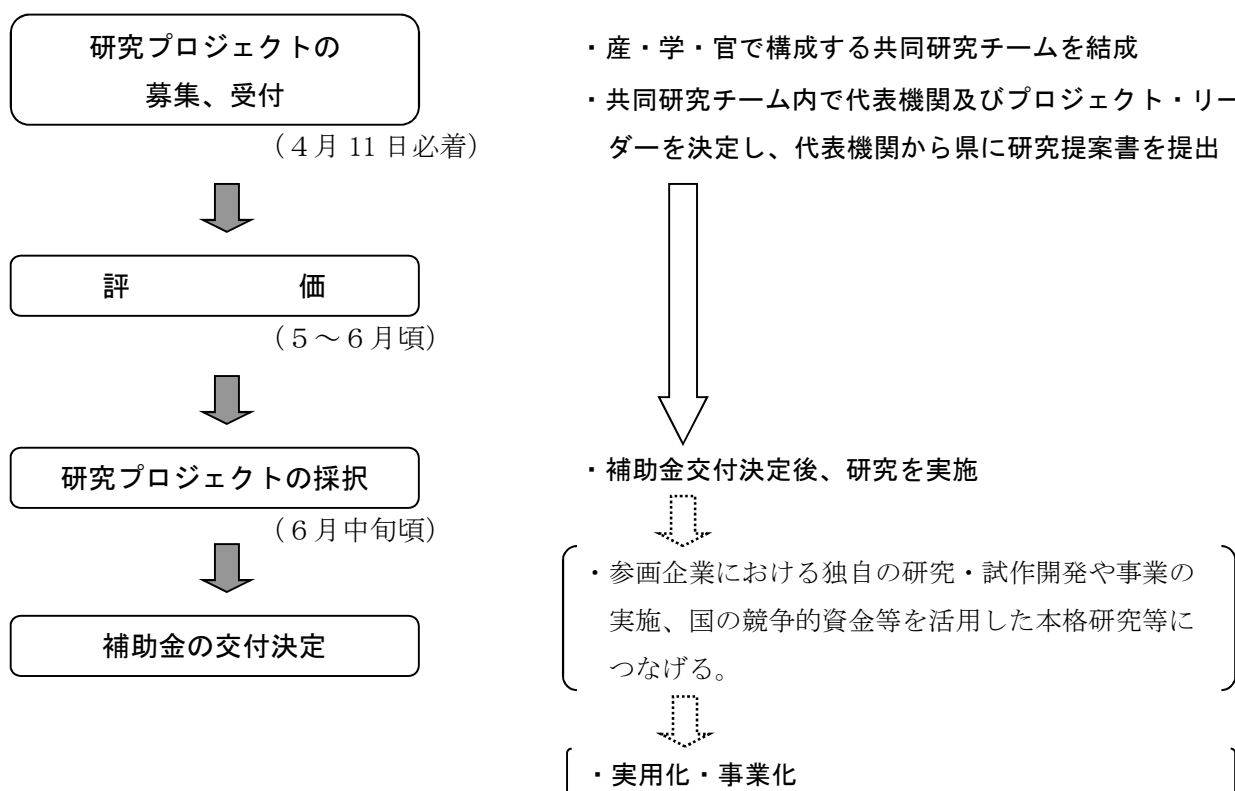 研究プロジェクトの
募集、受付
（４月 11 日必着）
評　　　　価
（５～６月頃）
研究プロジェクトの採択
（６月中旬頃）
補助金の交付決定
・産・学・官で構成する共同研究チームを結成
・共同研究チーム内で代表機関及びプロジェクト・リー
ダーを決定し、代表機関から県に研究提案書を提出
・補助金交付決定後、研究を実施
・参画企業における独自の研究・試作開発や事業の
実施、国の競争的資金等を活用した本格研究等に
つなげる。
・実用化・事業化